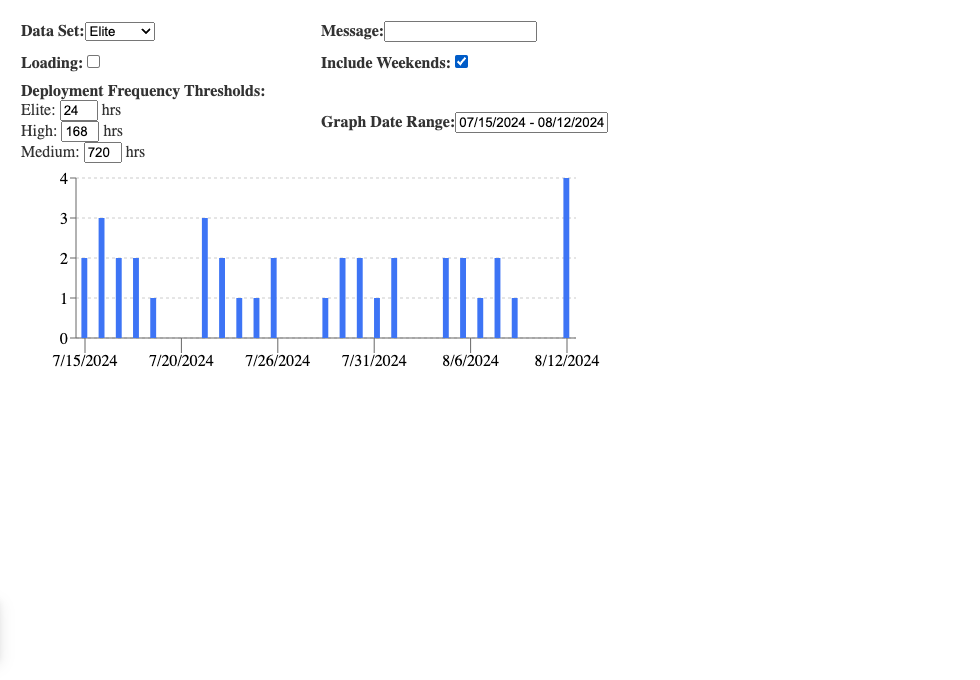 Data Set: Elite
Message:
Loading:
Include Weekends:
Deployment Frequency Thresholds:
Elite: 24 hrs
High: 168 hrs
Medium: 720 hrs
Graph Date Range: 07/15/2024 - 08/12/2024
4
3
2
1
0
7/15/2024 7/20/2024 7/26/2024 7/31/2024 8/6/2024 8/12/2024